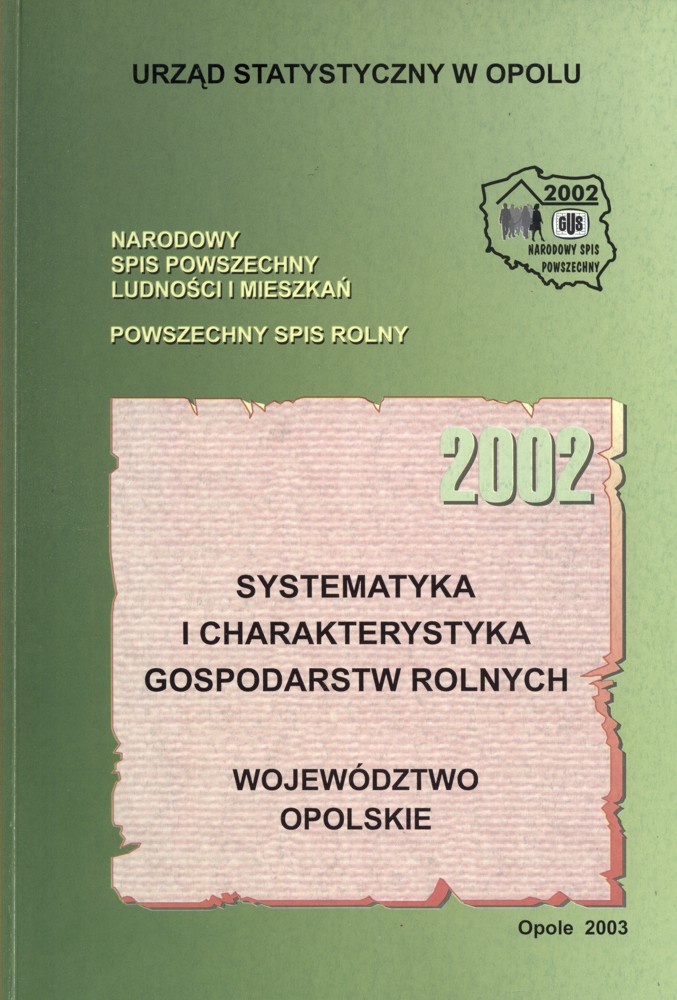 URZĄD STATYSTYCZNY W OPOLU
2002
GUS
NARODOWY SPIS
POWSZECHNY
NARODOWY
SPIS POWSZECHNY
LUDNOŚCI I MIESZKAŃ
POWSZECHNY SPIS ROLNY
2002
SYSTEMATYKA
I CHARAKTERYSTYKA
GOSPODARSTW ROLNYCH
WOJEWÓDZTWO
OPOLSKIE
Opole 2003